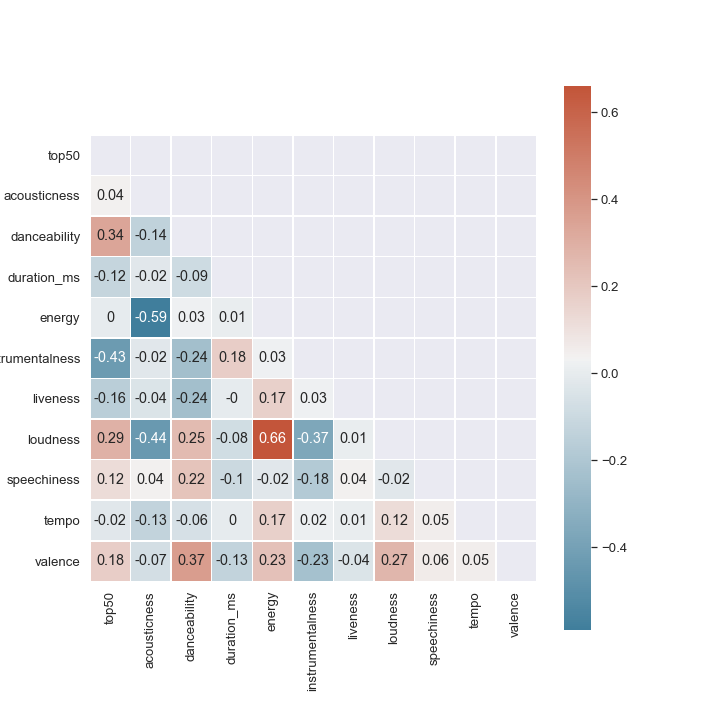 top50
acousticness 0.04
danceability 0.34 -0.14
duration_ms -0.12 -0.02 -0.09
energy 0 -0.59 0.03 0.01
trumentalness -0.43 -0.02 -0.24 0.18 0.03
liveness -0.16 -0.04 -0.24 -0 0.17 0.03
loudness 0.29 -0.44 0.25 -0.08 0.66 -0.37 0.01
speechiness 0.12 0.04 0.22 -0.1 -0.02 -0.18 0.04 -0.02
tempo -0.02 -0.13 -0.06 0 0.17 0.02 0.01 0.12 0.05
valence 0.18 -0.07 0.37 -0.13 0.23 -0.23 -0.04 0.27 0.06 0.05
top50
acousticness
danceability
duration_ms
energy
instrumentalness
liveness
loudness
speechiness
tempo
valence
0.6
0.4
0.2
0.0
−0.2
−0.4